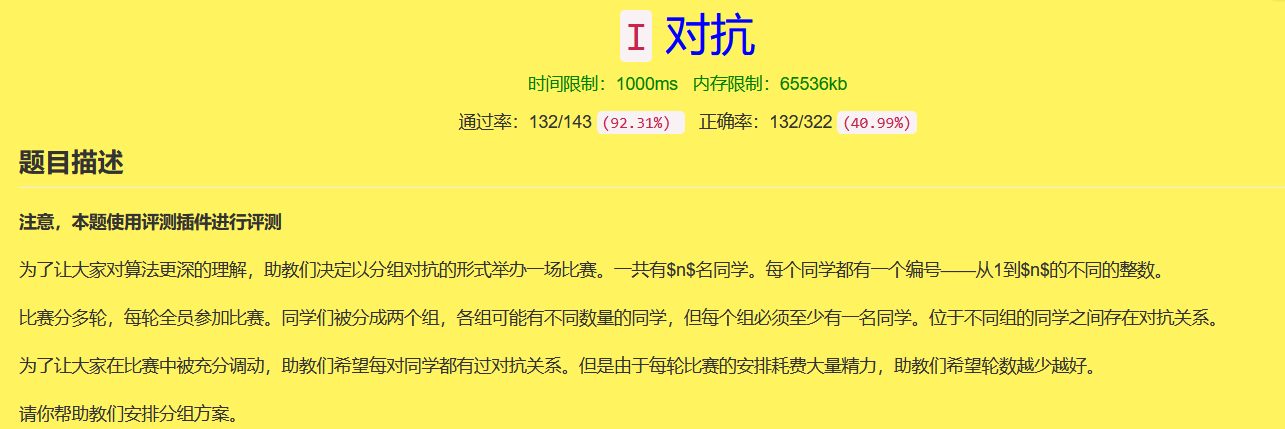 I 对抗
时间限制：1000ms 内存限制：65536kb
通过率：132/143 (92.31%) 正确率：132/322 (40.99%)
题目描述
注意，本题使用评测插件进行评测
为了让大家对算法更深的理解，助教们决定以分组对抗的形式举办一场比赛。一共有$n$名同学。每个同学都有一个编号——从1到$n$的不同的整数。
比赛分多轮，每轮全员参加比赛。同学们被分成两个组，各组可能有不同数量的同学，但每个组必须至少有一名同学。位于不同组的同学之间存在对抗关系。
为了让大家在比赛中被充分调动，助教们希望每对同学都有过对抗关系。但是由于每轮比赛的安排耗费大量精力，助教们希望轮数越少越好。
请你帮助教们安排分组方案。